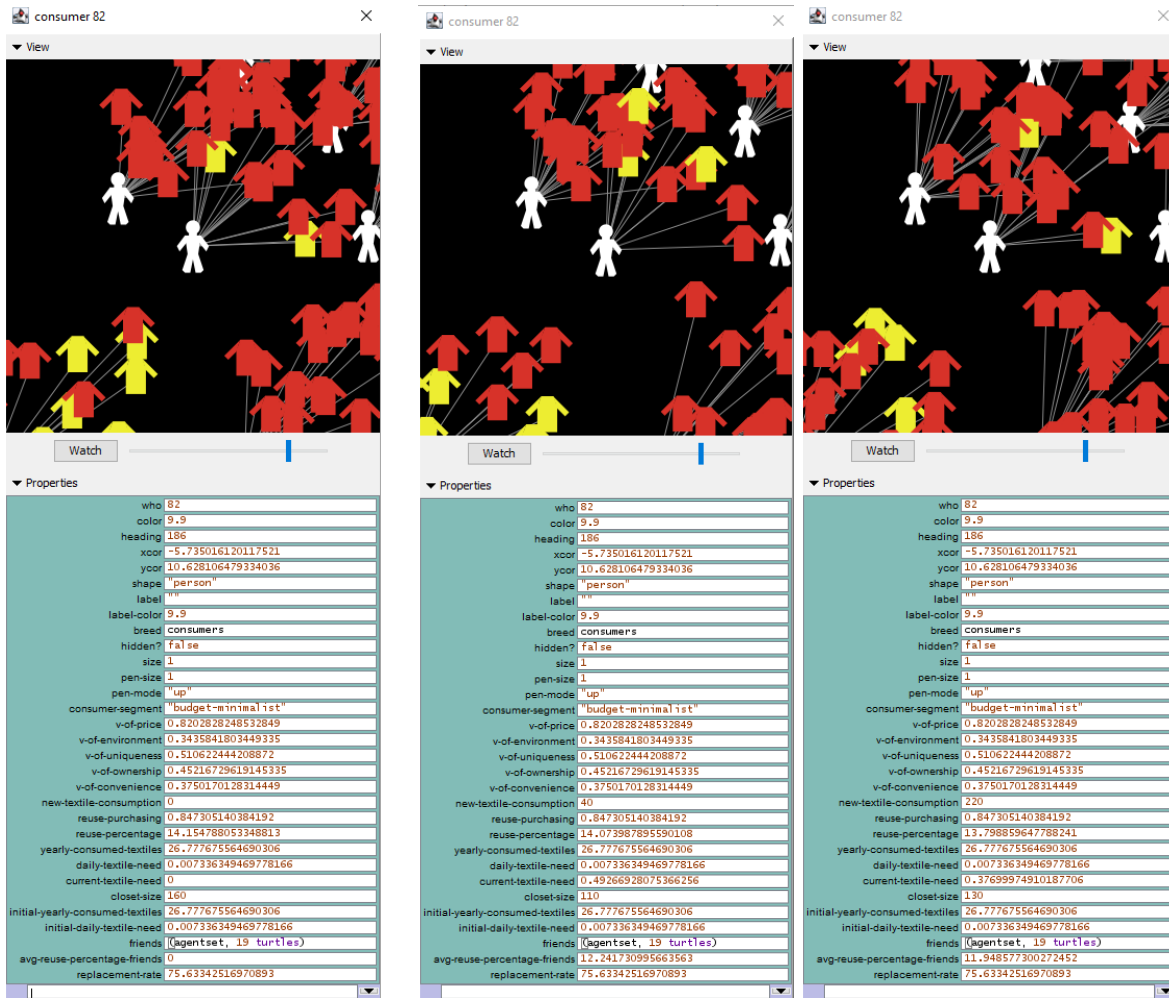 consumer 82
View
Watch
Properties
who 82
color 9.9
heading 186
xcor -5.735016120117521
ycor 10.628106479334036
shape "person"
label ""
label-color 9.9
breed consumers
hidden? false
size 1
pen-size 1
pen-mode "up"
consumer-segment "budget-minimalist"
v-of-price 0.8202828248532849
v-of-environment 0.3435841803449335
v-of-uniqueness 0.510622444208872
v-of-ownership 0.45216729619145335
v-of-convenience 0.3750170128314449
new-textile-consumption 0
reuse-purchasing 0.847305140384192
reuse-percentage 14.154788053348813
yearly-consumed-textiles 26.777675564690306
daily-textile-need 0.007336349469778166
current-textile-need 0
closet-size 160
initial-yearly-consumed-textiles 26.777675564690306
initial-daily-textile-need 0.007336349469778166
friends (agentset, 19 turtles)
avg-reuse-percentage-friends 0
replacement-rate 75.63342516970893
consumer 82
View
Watch
Properties
who 82
color 9.9
heading 186
xcor -5.735016120117521
ycor 10.628106479334036
shape "person"
label ""
label-color 9.9
breed consumers
hidden? false
size 1
pen-size 1
pen-mode "up"
consumer-segment "budget-minimalist"
v-of-price 0.8202828248532849
v-of-environment 0.3435841803449335
v-of-uniqueness 0.510622444208872
v-of-ownership 0.45216729619145335
v-of-convenience 0.3750170128314449
new-textile-consumption 40
reuse-purchasing 0.847305140384192
reuse-percentage 14.073987895590108
yearly-consumed-textiles 26.777675564690306
daily-textile-need 0.007336349469778166
current-textile-need 0.49266928075366256
closet-size 110
initial-yearly-consumed-textiles 26.777675564690306
initial-daily-textile-need 0.007336349469778166
friends (agentset, 19 turtles)
avg-reuse-percentage-friends 12.241730995663563
replacement-rate 75.63342516970893
consumer 82
View
Watch
Properties
who 82
color 9.9
heading 186
xcor -5.735016120117521
ycor 10.628106479334036
shape "person"
label ""
label-color 9.9
breed consumers
hidden? false
size 1
pen-size 1
pen-mode "up"
consumer-segment "budget-minimalist"
v-of-price 0.8202828248532849
v-of-environment 0.3435841803449335
v-of-uniqueness 0.510622444208872
v-of-ownership 0.45216729619145335
v-of-convenience 0.3750170128314449
new-textile-consumption 220
reuse-purchasing 0.847305140384192
reuse-percentage 13.798859647788241
yearly-consumed-textiles 26.777675564690306
daily-textile-need 0.007336349469778166
current-textile-need 0.37699974910187706
closet-size 130
initial-yearly-consumed-textiles 26.777675564690306
initial-daily-textile-need 0.007336349469778166
friends (agentset, 19 turtles)
avg-reuse-percentage-friends 11.948577300272452
replacement-rate 75.63342516970893